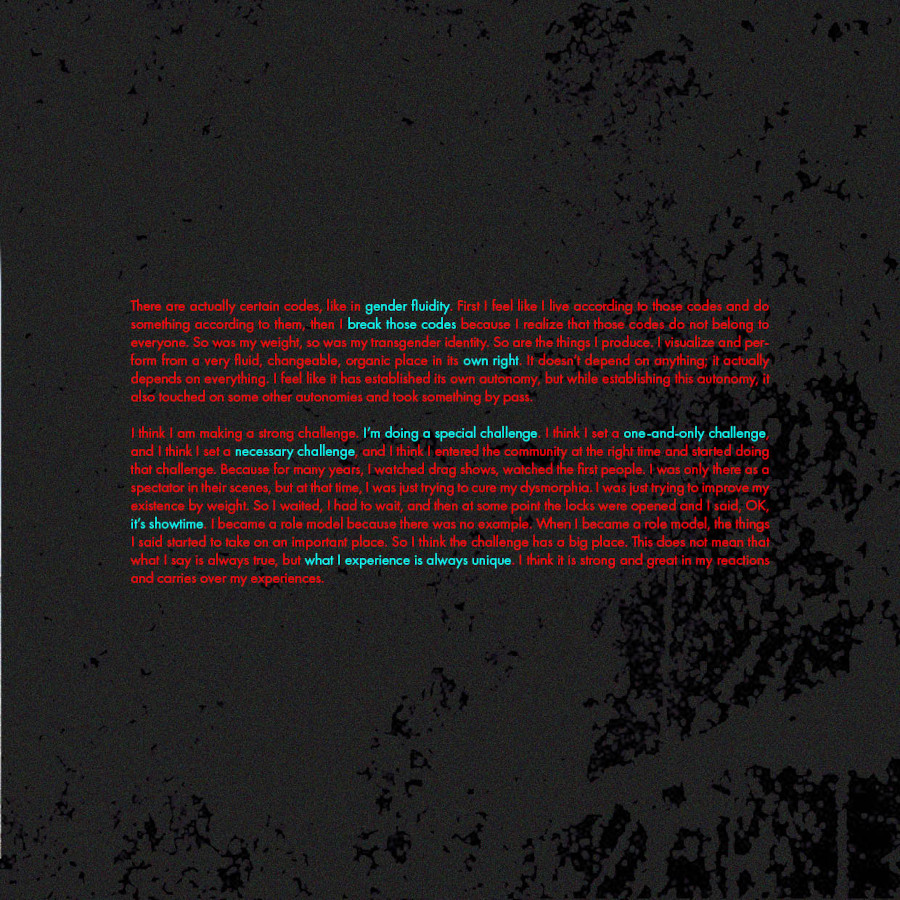 There are actually certain codes, like in gender fluidity. First I feel like I live according to those codes and do
something according to them, then I break those codes because I realize that those codes do not belong to
everyone. So was my weight, so was my transgender identity. So are the things I produce. I visualize and per-
form from a very fluid, changeable, organic place in its own right. It doesn't depend on anything; it actually
depends on everything. I feel like it has established its own autonomy, but while establishing this autonomy, it
also touched on some other autonomies and took something by pass.
I think I am making a strong challenge. I'm doing a special challenge. I think I set a one-and-only challenge,
and I think I set a necessary challenge, and I think I entered the community at the right time and started doing
that challenge. Because for many years, I watched drag shows, watched the first people. I was only there as a
spectator in their scenes, but at that time, I was just trying to cure my dysmorphia. I was just trying to improve my
existence by weight. So I waited, I had to wait, and then at some point the locks were opened and I said, OK,
it's showtime. I became a role model because there was no example. When I became a role model, the things
I said started to take on an important place. So I think the challenge has a big place. This does not mean that
what I say is always true, but what I experience is always unique. I think it is strong and great in my reactions
and carries over my experiences.